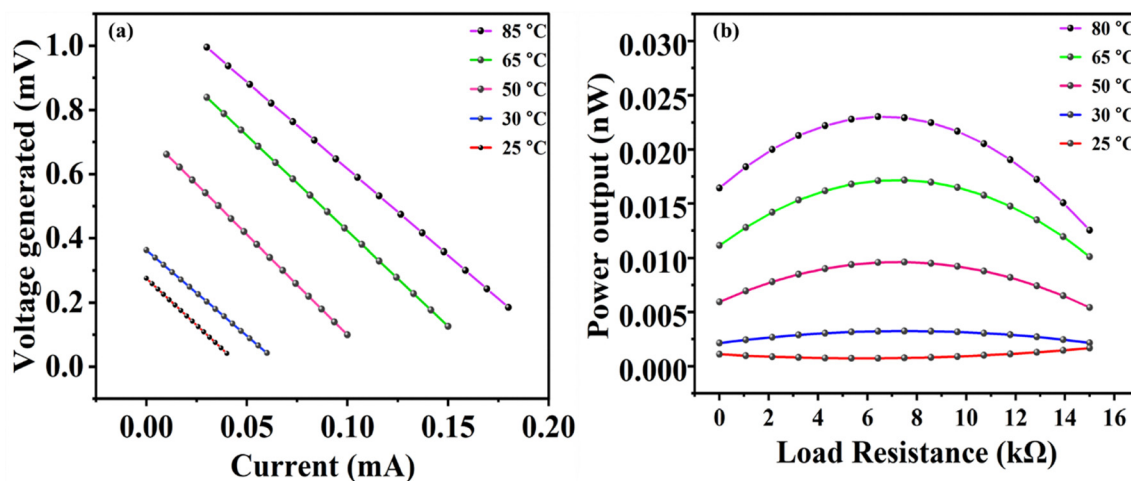 (a)
85 °C
65 °C
50 °C
30 °C
25 °C
Voltage generated (mV)
1.0
0.8
0.6
0.4
0.2
0.0
0.00
0.05
0.10
0.15
0.20
Current (mA)
(b)
80 °C
65 °C
50 °C
30 °C
25 °C
Power output (nW)
0.030
0.025
0.020
0.015
0.010
0.005
0.000
0
2
4
6
8
10
12
14
16
Load Resistance (kΩ)